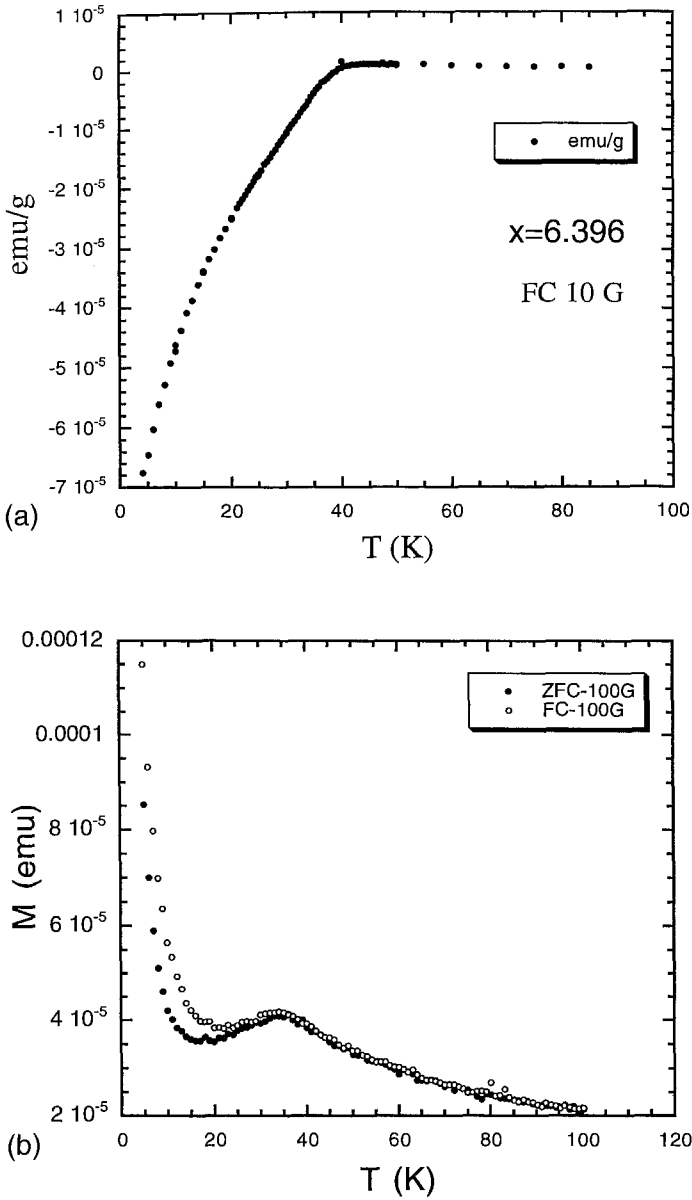 1 10⁻⁵
0
-1 10⁻⁵
-2 10⁻⁵
-3 10⁻⁵
-4 10⁻⁵
-5 10⁻⁵
-6 10⁻⁵
-7 10⁻⁵
emu/g
emu/g
x=6.396
FC 10 G
0 20 40 60 80 100
(a)
T (K)
0.00012
0.0001
8 10⁻⁵
6 10⁻⁵
4 10⁻⁵
2 10⁻⁵
M (emu)
ZFC-100G
FC-100G
0 20 40 60 80 100 120
(b)
T (K)